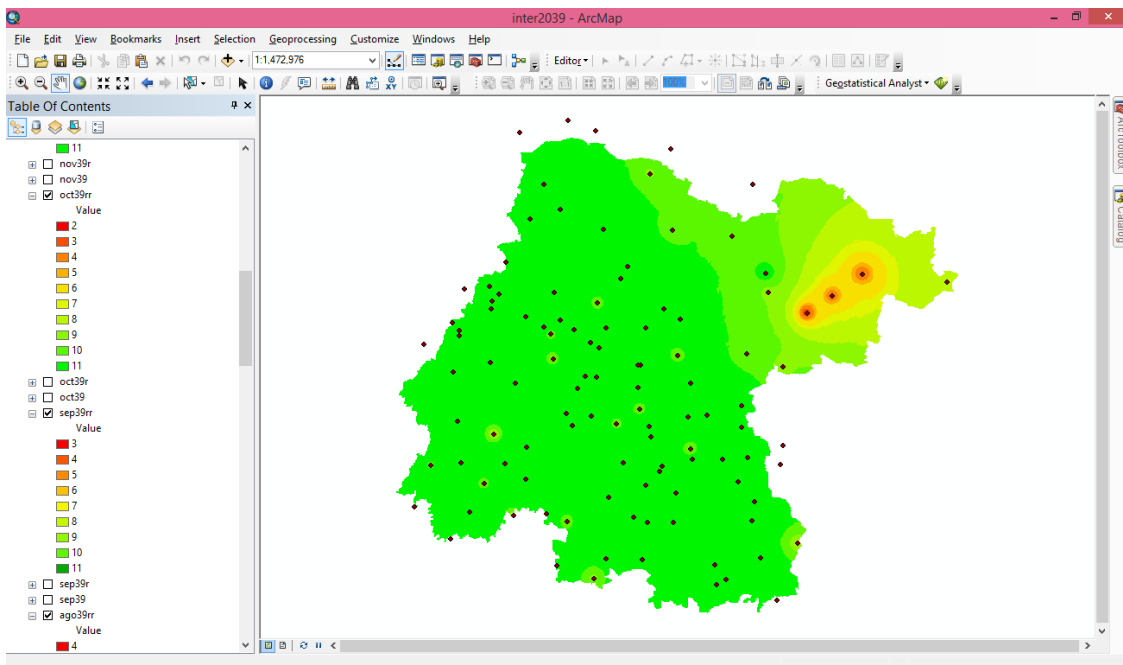 inter2039 - ArcMap
File Edit View Bookmarks Insert Selection Geoprocessing Customize Windows Help
1:1,472,976
Editor
100%
Geostatistical Analyst
Table Of Contents
11
nov39r
nov39
oct39rr
Value
2
3
4
5
6
7
8
9
10
11
oct39r
oct39
sep39rr
Value
3
4
5
6
7
8
9
10
11
sep39r
sep39
ago39rr
Value
4
ArcToolbox
Catalog